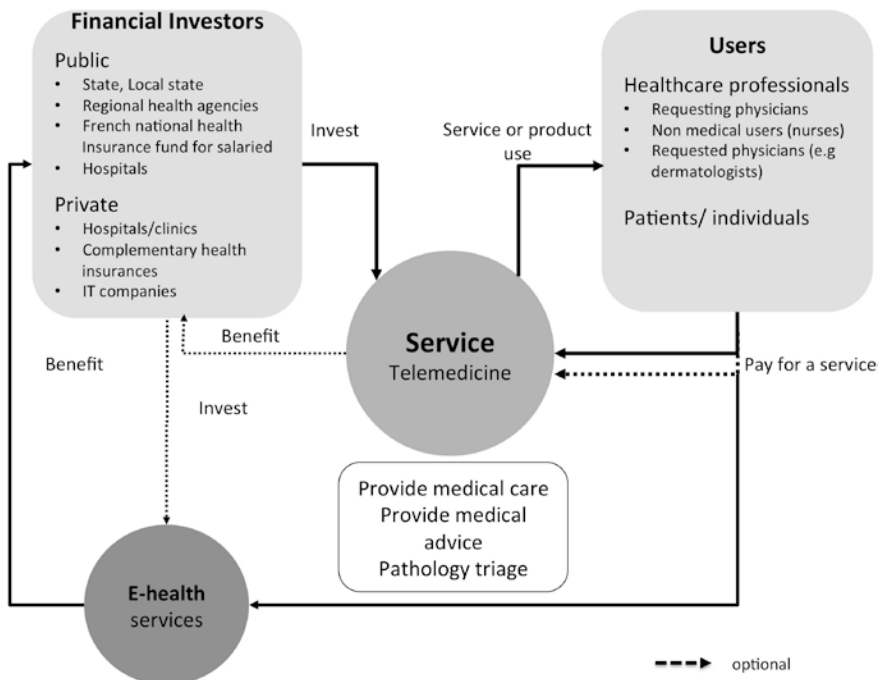 Financial Investors
Public
• State, Local state
• Regional health agencies
• French national health
Insurance fund for salaried
• Hospitals
Private
• Hospitals/clinics
• Complementary health
insurances
• IT companies
Invest
Service or product
use
Users
Healthcare professionals
• Requesting physicians
• Non medical users (nurses)
• Requested physicians (e.g
dermatologists)
Patients/ individuals
Benefit
Benefit
Invest
Service
Telemedicine
Pay for a service
Provide medical care
Provide medical
advice
Pathology triage
E-health
services
optional